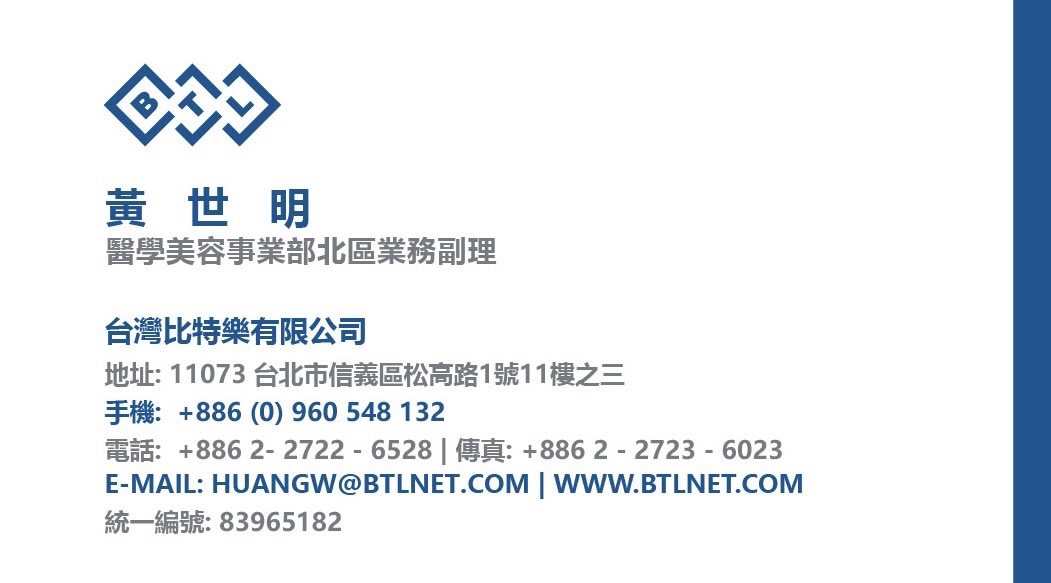 BTL
黃 世 明
醫學美容事業部北區業務副理
台灣比特樂有限公司
地址: 11073 台北市信義區松高路1號11樓之三
手機: +886 (0) 960 548 132
電話: +886 2- 2722 - 6528 | 傳真: +886 2 - 2723 - 6023
E-MAIL: HUANGW@BTLNET.COM | WWW.BTLNET.COM
統一編號: 83965182